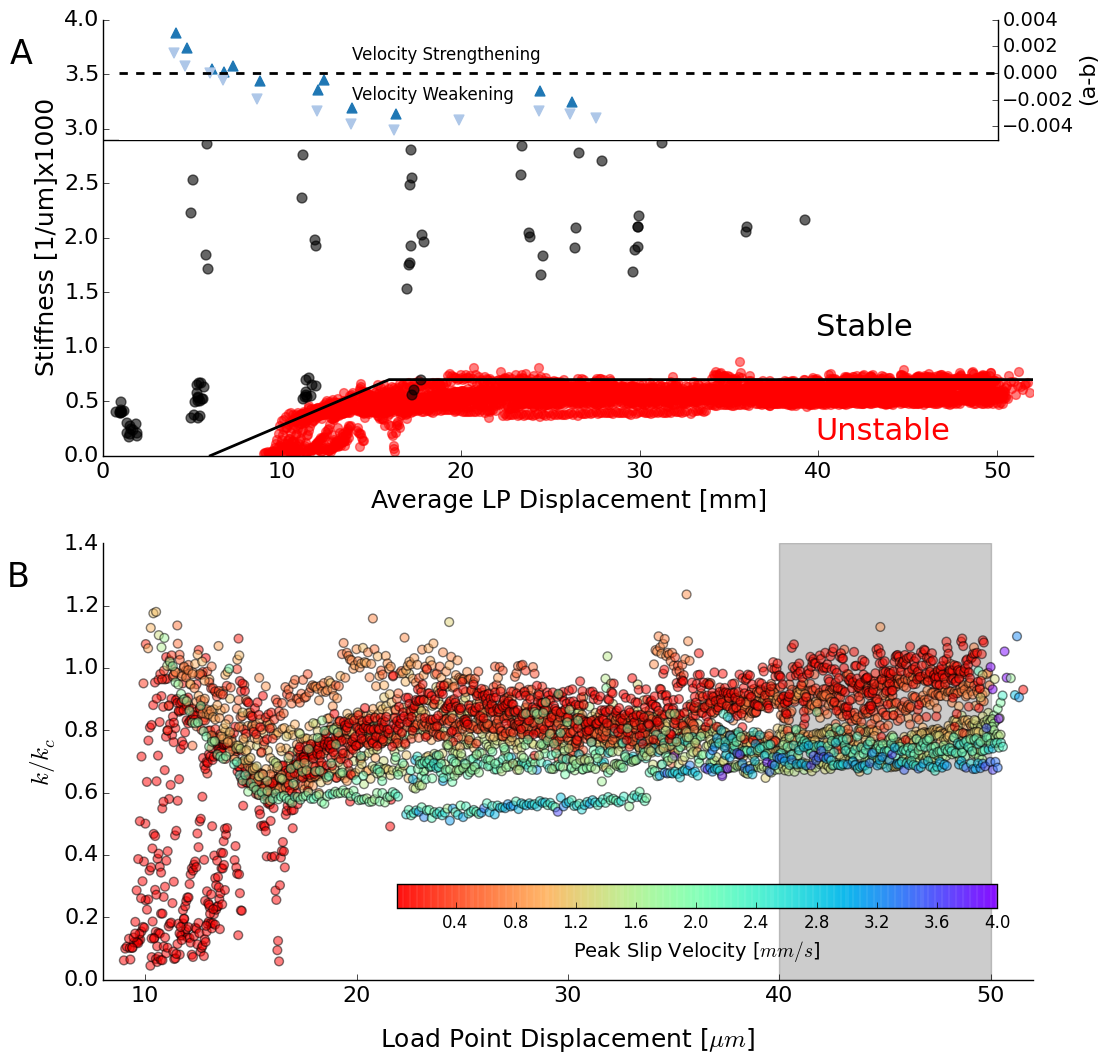 A
4.0
3.5
3.0
2.0
1.5
1.0
0.5
0.0
Stiffness [1/um]x1000
Velocity Strengthening
Velocity Weakening
0.004
0.002
0.000
−0.002
−0.004
(a-b)
Stable
Unstable
0 10 20 30 40 50
Average LP Displacement [mm]
B
1.4
1.2
1.0
0.8
0.6
0.4
0.2
0.0
k/k_c
0.4 0.8 1.2 1.6 2.0 2.4 2.8 3.2 3.6 4.0
Peak Slip Velocity [mm/s]
10 20 30 40 50
Load Point Displacement [μm]